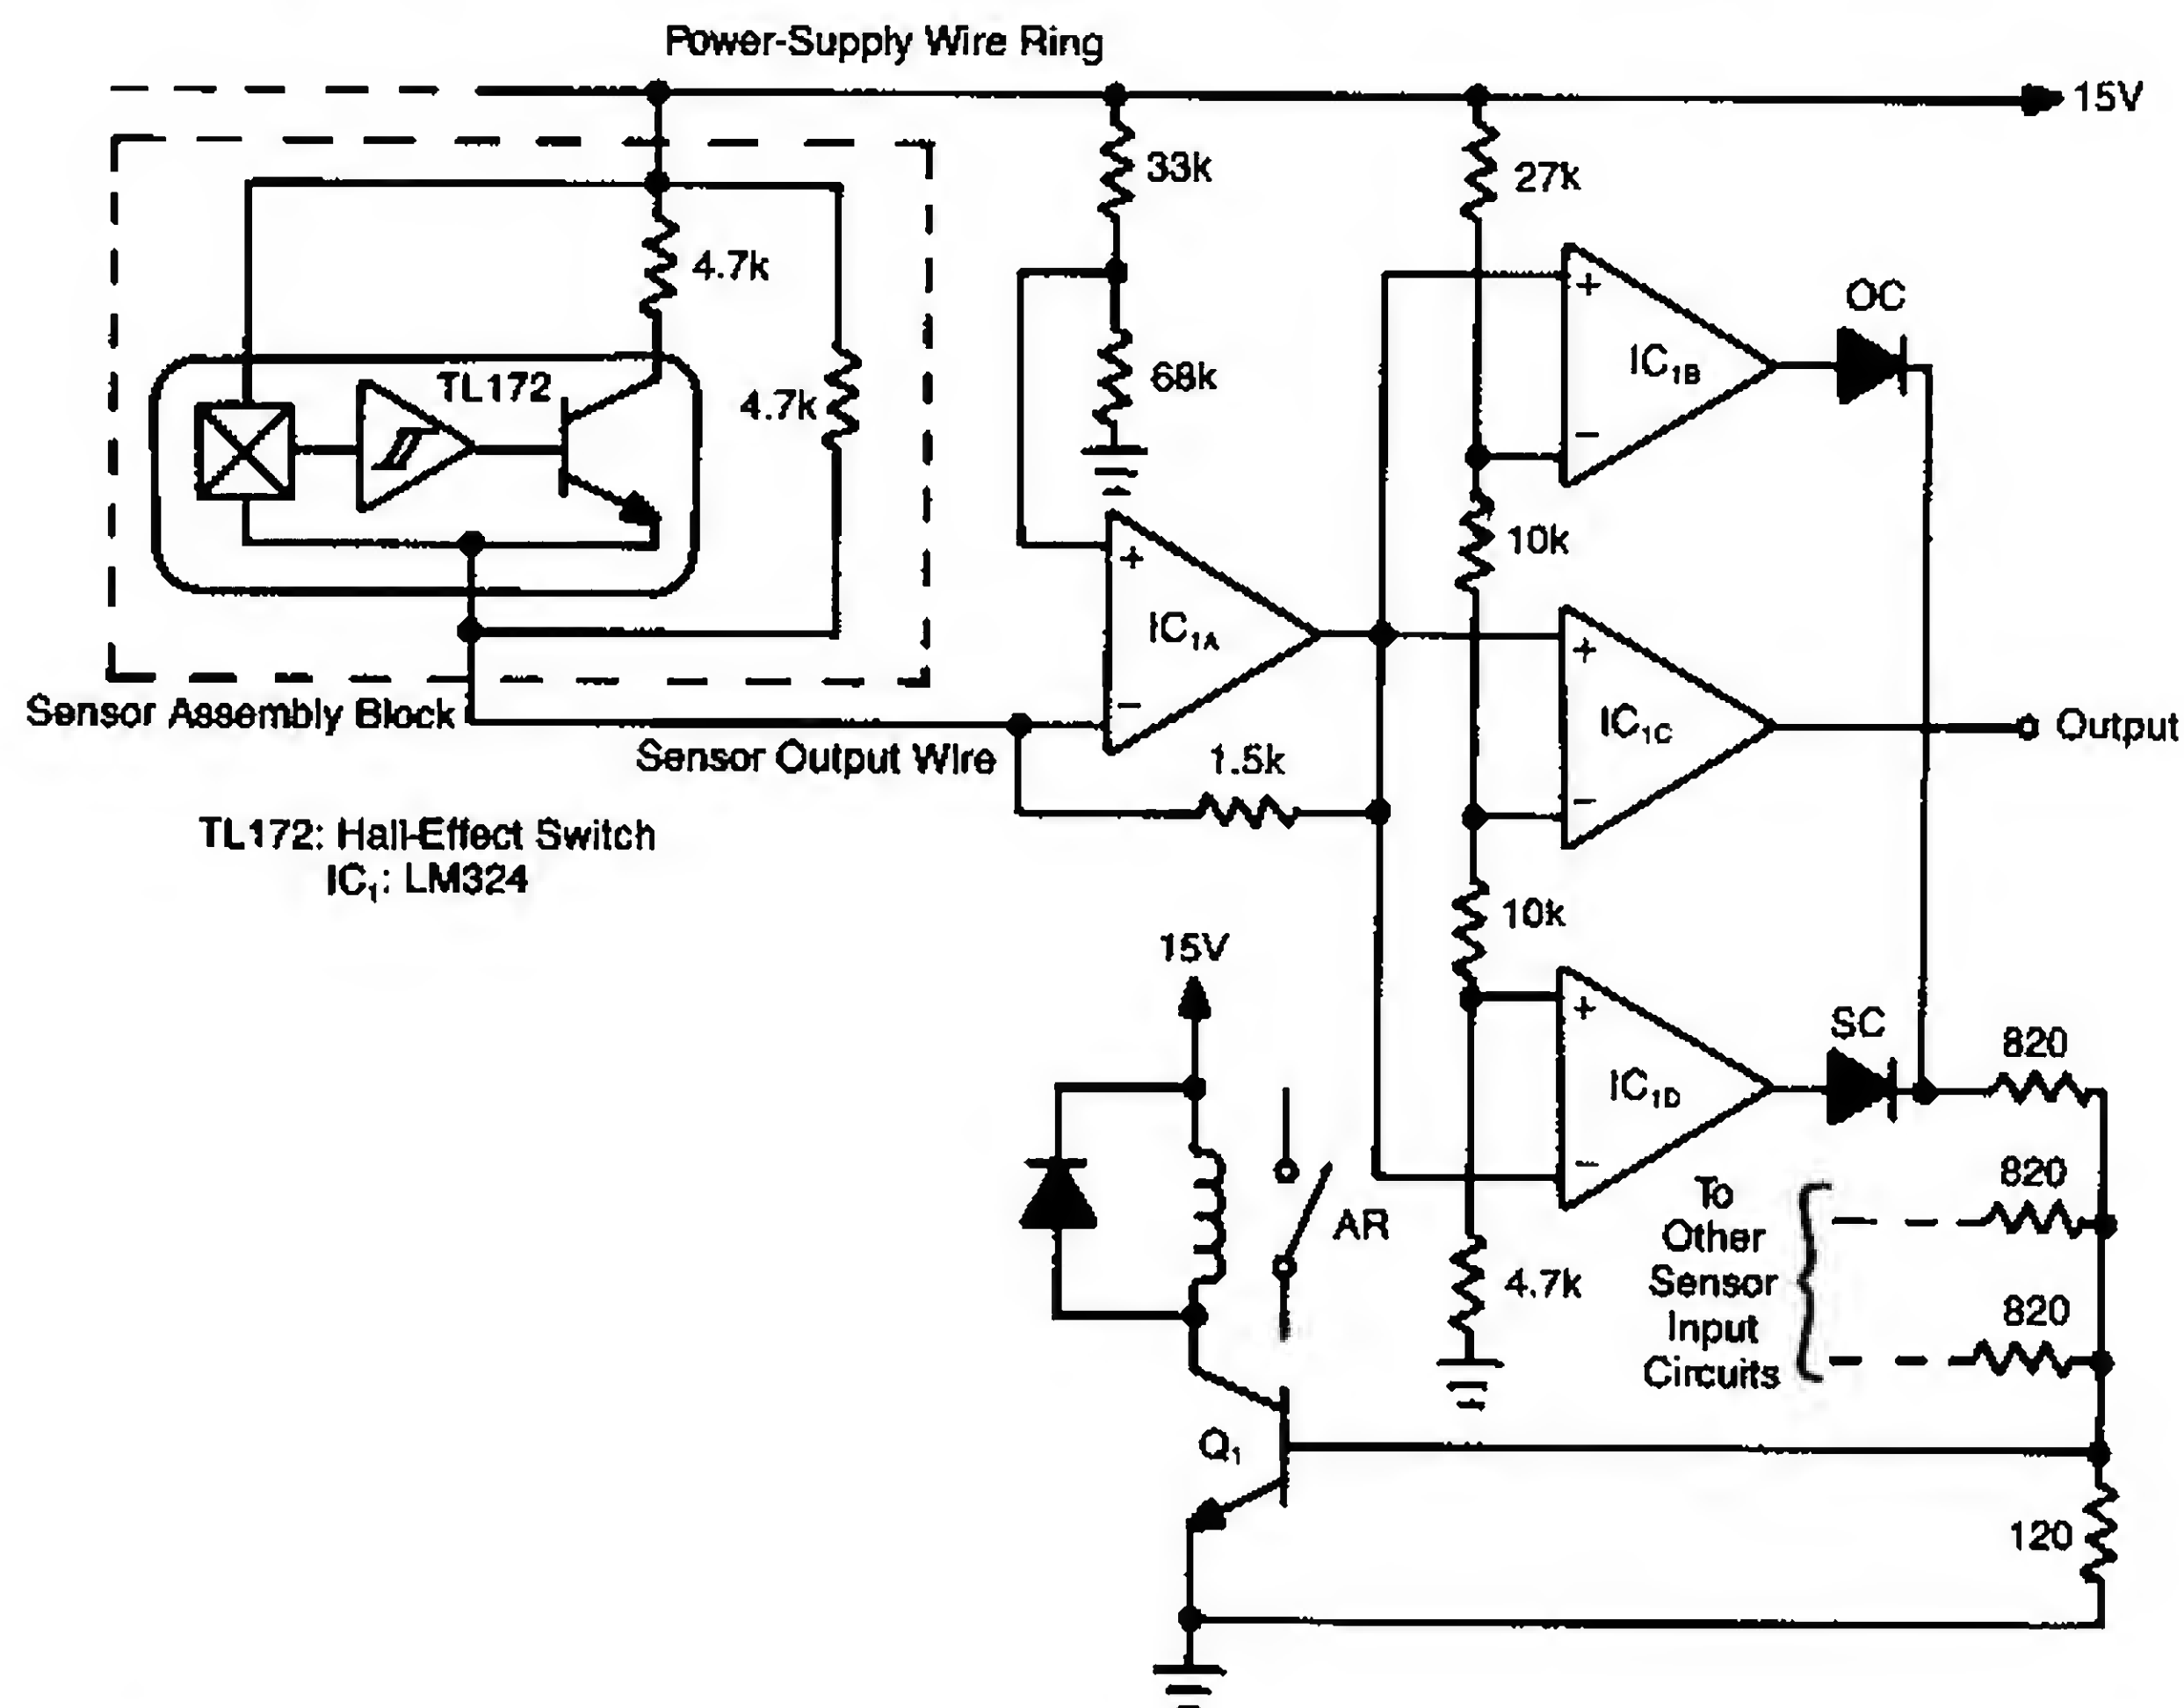 Power-Supply Wire Ring
15V
33k
27k
4.7k
OC
TL172
4.7k
68k
IC1B
+
−
10k
+
IC1A
−
+
IC1C
−
Output
Sensor Assembly Block
Sensor Output Wire
1.5k
TL172: Hall-Effect Switch
IC1: LM324
10k
15V
+
IC1D
−
SC
820
820
To
Other
Sensor
Input
Circuits
AR
4.7k
820
Q1
120